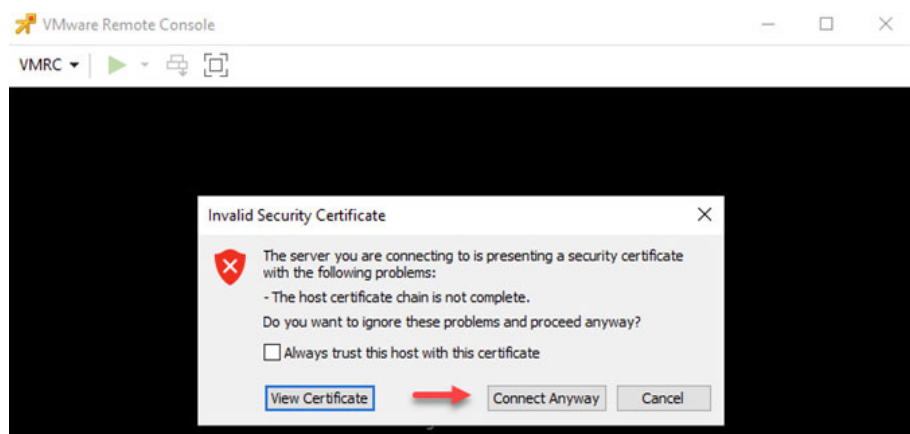 VMware Remote Console
VMRC
Invalid Security Certificate
The server you are connecting to is presenting a security certificate
with the following problems:
- The host certificate chain is not complete.
Do you want to ignore these problems and proceed anyway?
Always trust this host with this certificate
View Certificate
Connect Anyway
Cancel